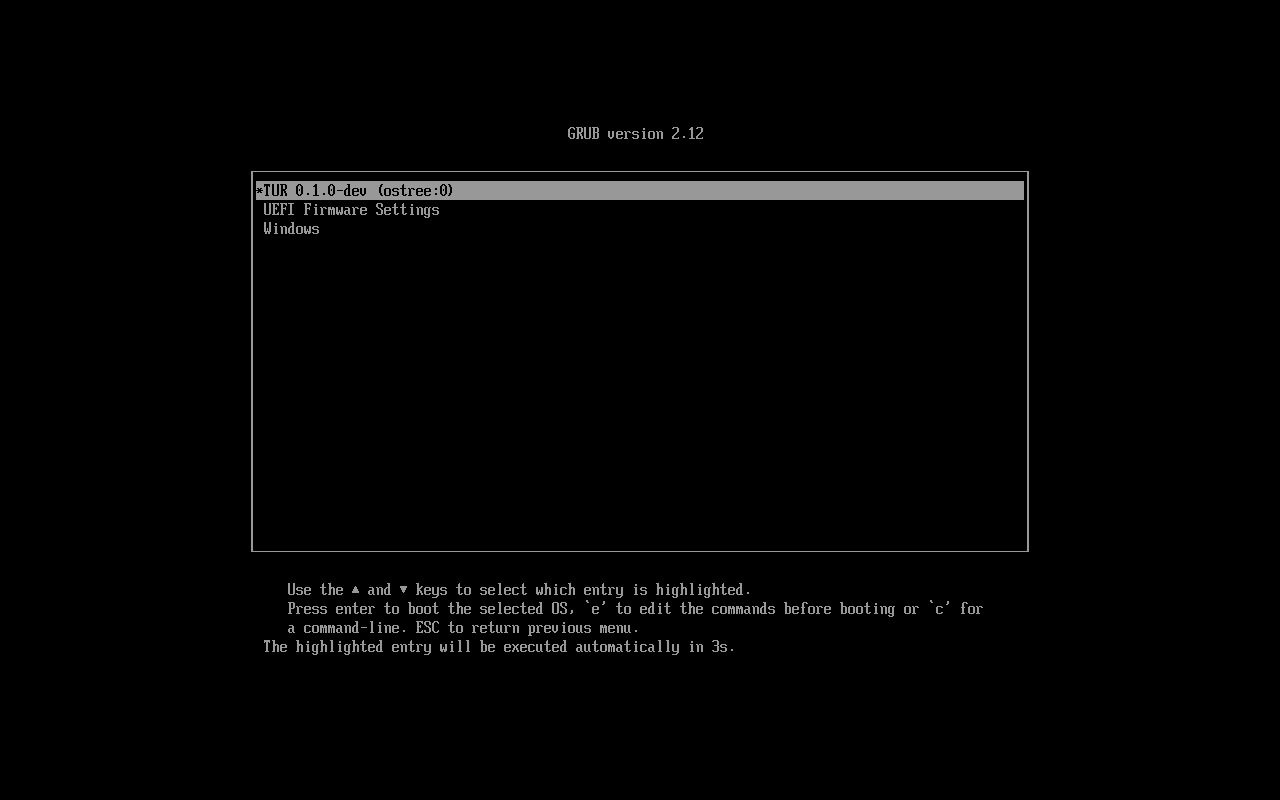 GRUB version 2.12
*TUR 0.1.0-dev (ostree:0)
UEFI Firmware Settings
Windows
Use the ▲ and ▼ keys to select which entry is highlighted.
Press enter to boot the selected OS, `e' to edit the commands before booting or `c' for
a command-line. ESC to return previous menu.
The highlighted entry will be executed automatically in 3s.